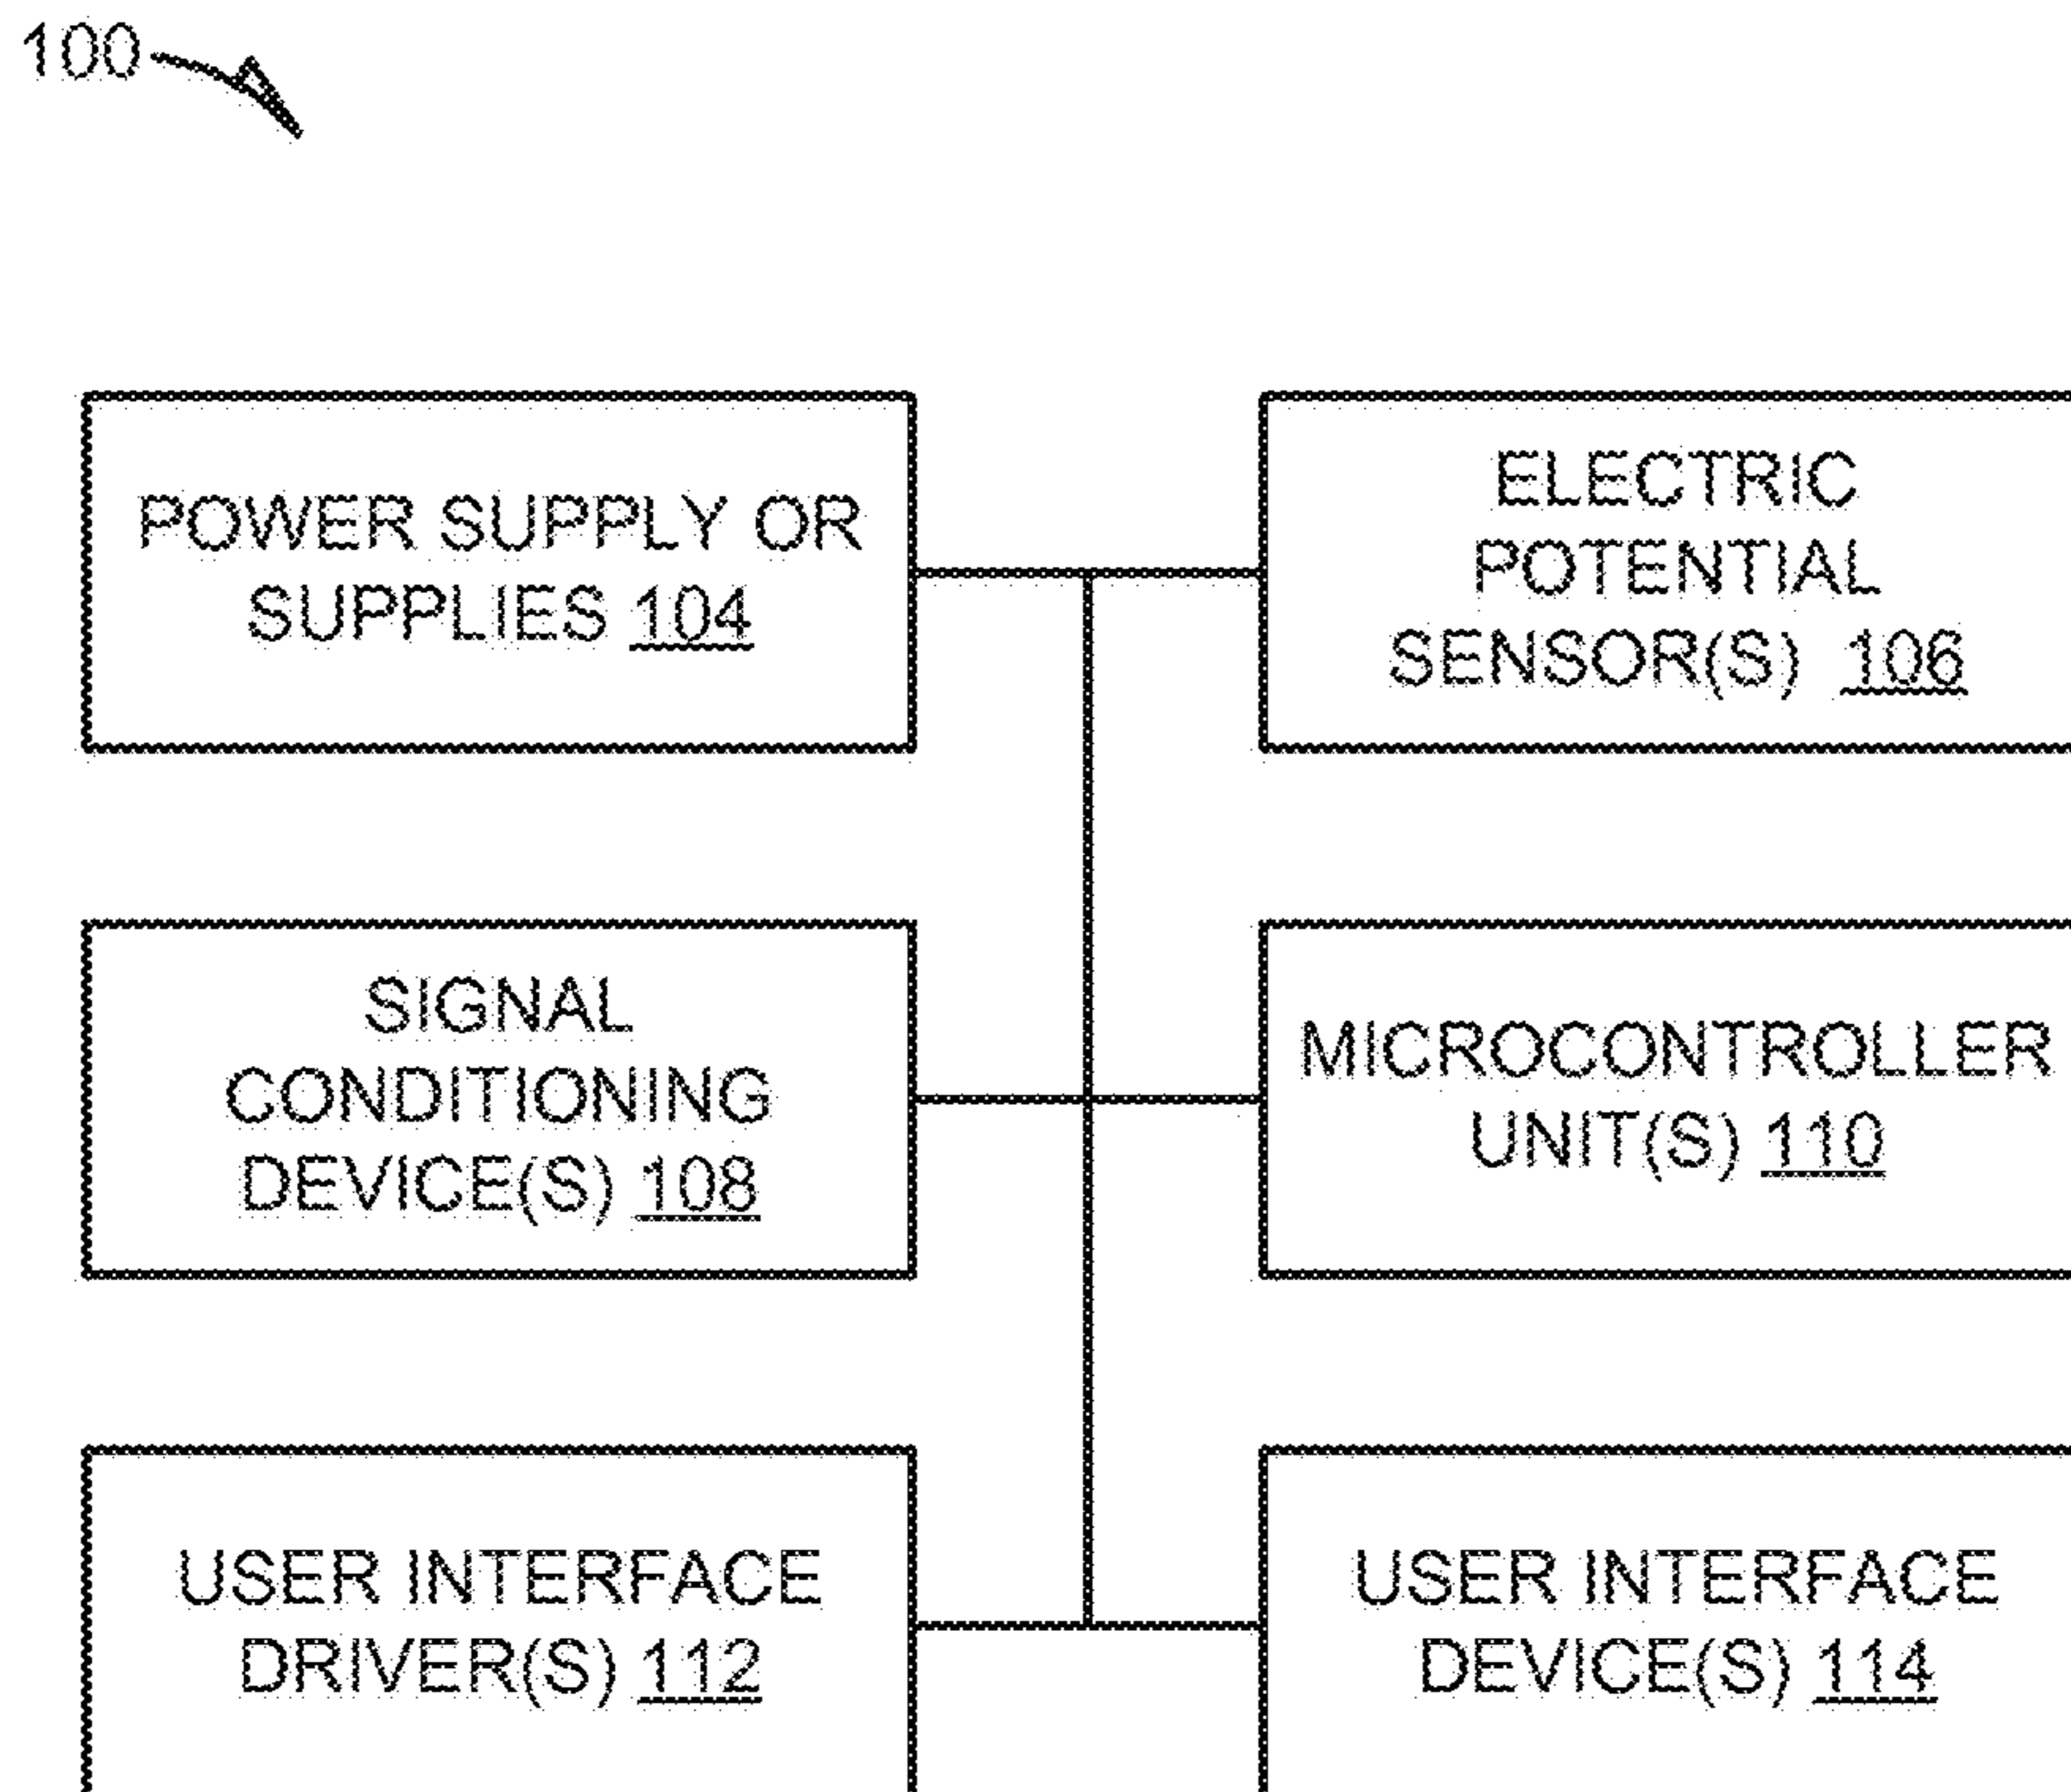 100
POWER SUPPLY OR
SUPPLIES 104
ELECTRIC
POTENTIAL
SENSOR(S) 106
SIGNAL
CONDITIONING
DEVICE(S) 108
MICROCONTROLLER
UNIT(S) 110
USER INTERFACE
DRIVER(S) 112
USER INTERFACE
DEVICE(S) 114